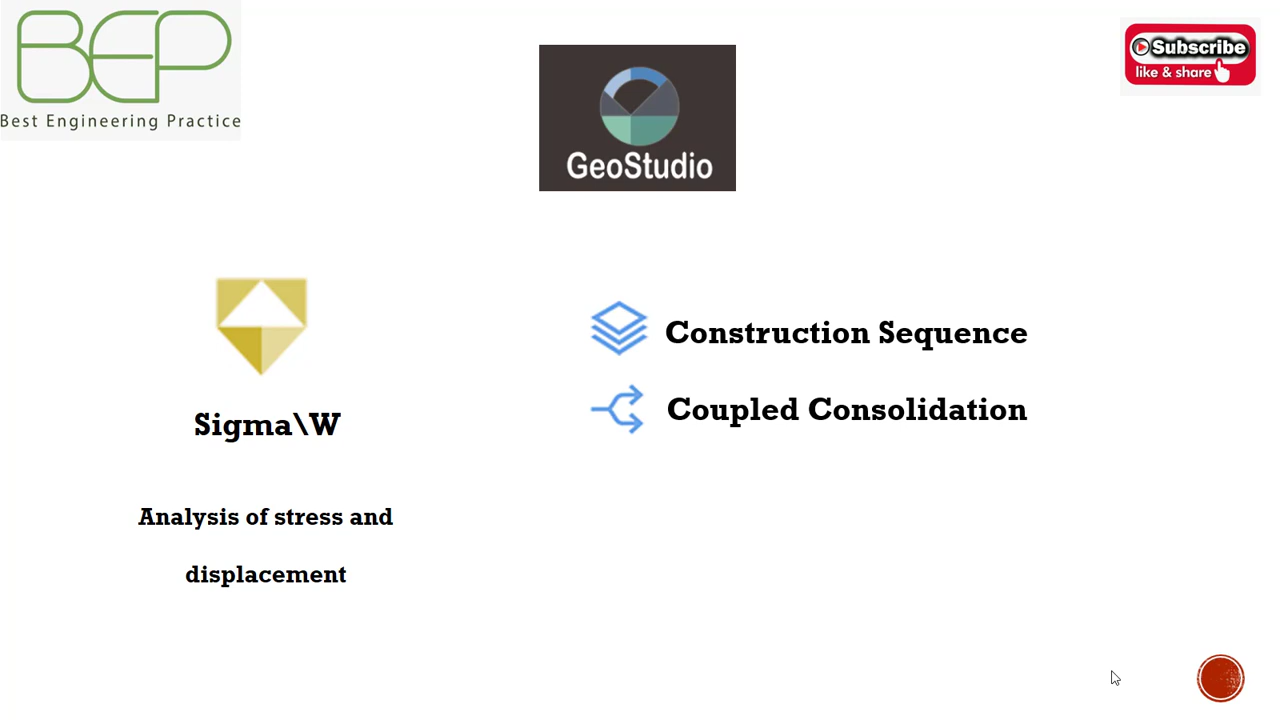 BEP
Best Engineering Practice
Subscribe
like & share
GeoStudio
Construction Sequence
Coupled Consolidation
Sigma\W
Analysis of stress and
displacement